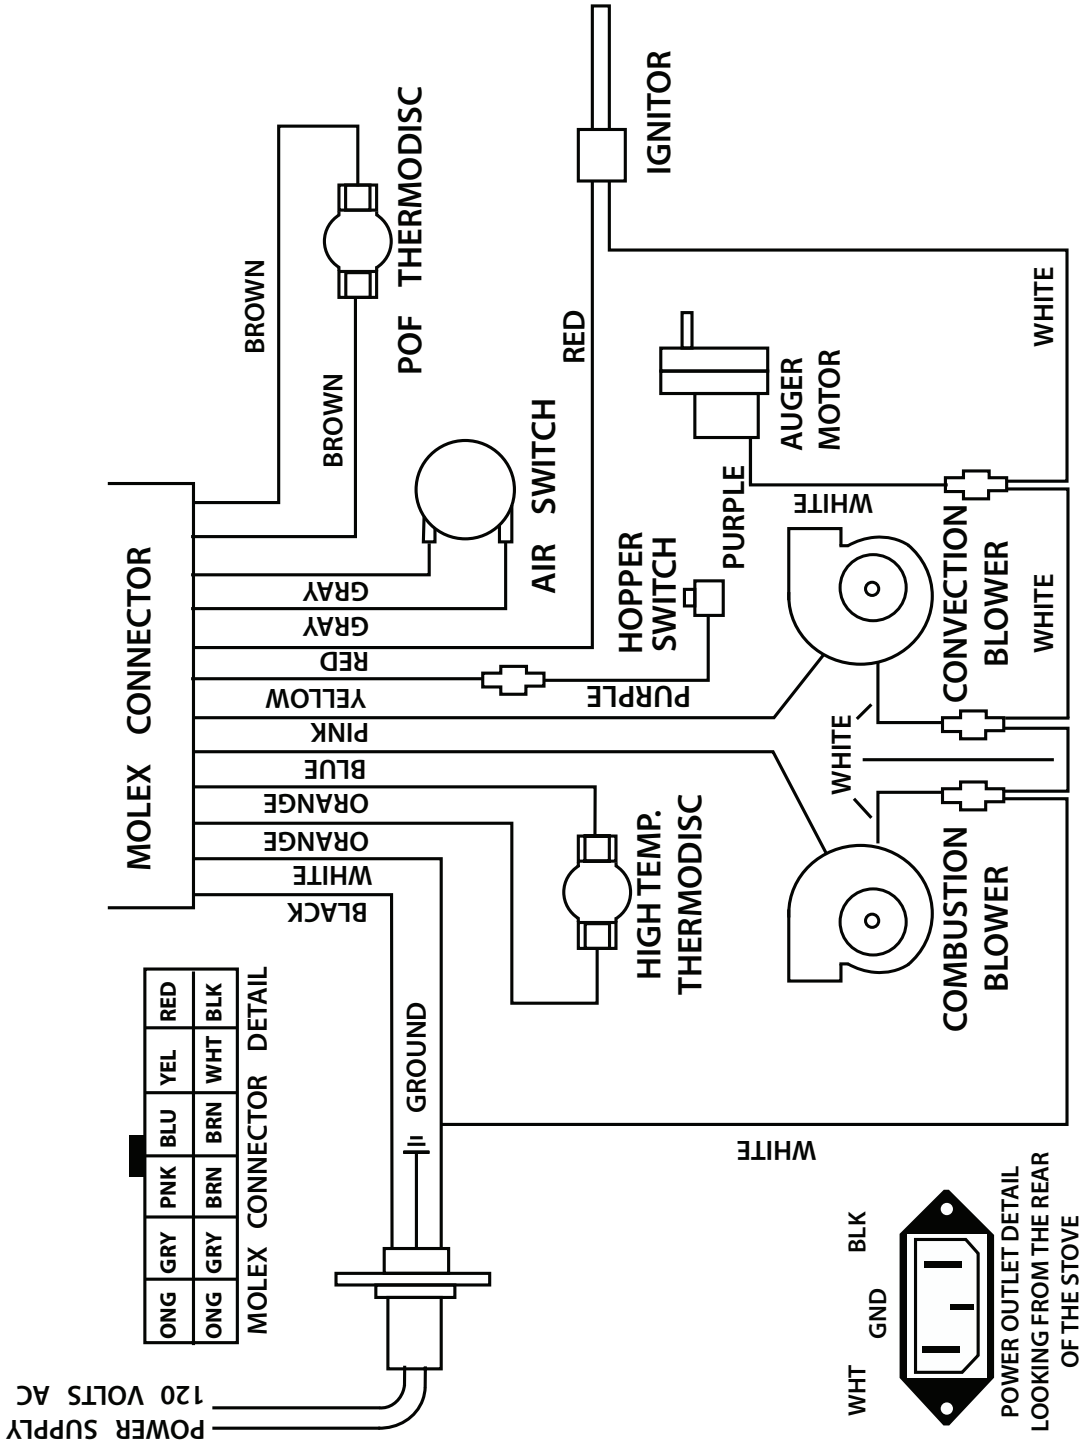 MOLEX CONNECTOR
BROWN
BROWN
GRAY
GRAY
RED
YELLOW
PINK
BLUE
ORANGE
ORANGE
WHITE
BLACK
POF THERMODISC
AIR SWITCH
RED
IGNITOR
HOPPER
SWITCH
PURPLE
PURPLE
AUGER
MOTOR
WHITE
WHITE
CONVECTION
BLOWER
WHITE
WHITE
COMBUSTION
BLOWER
HIGH TEMP.
THERMODISC
GROUND
WHITE
ONG GRY PNK BLU YEL RED
ONG GRY BRN BRN WHT BLK
MOLEX CONNECTOR DETAIL
POWER SUPPLY
120 VOLTS AC
WHT
GND
BLK
POWER OUTLET DETAIL
LOOKING FROM THE REAR
OF THE STOVE